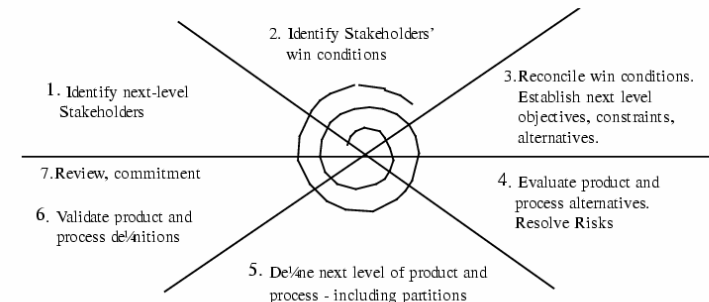 1. Identify next-level
Stakeholders
2. Identify Stakeholders'
win conditions
3.Reconcile win conditions.
Establish next level
objectives, constraints,
alternatives.
4. Evaluate product and
process alternatives.
Resolve Risks
5. De¼ne next level of product and
process - including partitions
6. Validate product and
process de¼nitions
7.Review, commitment